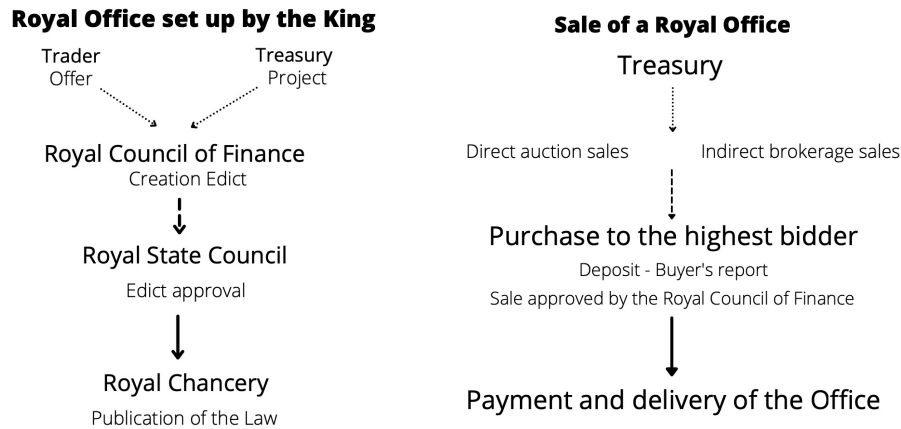 Royal Office set up by the King
Trader
Offer
Treasury
Project
Royal Council of Finance
Creation Edict
Royal State Council
Edict approval
Royal Chancery
Publication of the Law
Sale of a Royal Office
Treasury
Direct auction sales
Indirect brokerage sales
Purchase to the highest bidder
Deposit - Buyer's report
Sale approved by the Royal Council of Finance
Payment and delivery of the Office